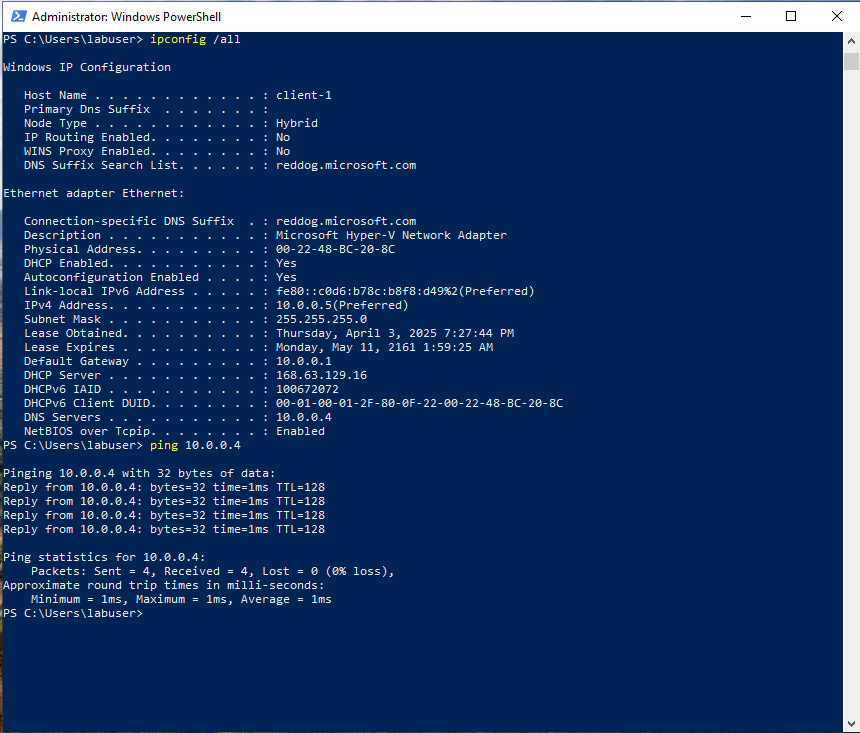 Administrator: Windows PowerShell
PS C:\Users\labuser> ipconfig /all
Windows IP Configuration
Host Name . . . . . . . . . . . . : client-1
Primary Dns Suffix  . . . . . . . :
Node Type . . . . . . . . . . . . : Hybrid
IP Routing Enabled. . . . . . . . : No
WINS Proxy Enabled. . . . . . . . : No
DNS Suffix Search List. . . . . . : reddog.microsoft.com
Ethernet adapter Ethernet:
Connection-specific DNS Suffix  . : reddog.microsoft.com
Description . . . . . . . . . . . : Microsoft Hyper-V Network Adapter
Physical Address. . . . . . . . . : 00-22-48-BC-20-8C
DHCP Enabled. . . . . . . . . . . : Yes
Autoconfiguration Enabled . . . . : Yes
Link-local IPv6 Address . . . . . : fe80::c0d6:b78c:b8f8:d49%2(Preferred)
IPv4 Address. . . . . . . . . . . : 10.0.0.5(Preferred)
Subnet Mask . . . . . . . . . . . : 255.255.255.0
Lease Obtained. . . . . . . . . . : Thursday, April 3, 2025 7:27:44 PM
Lease Expires . . . . . . . . . . : Monday, May 11, 2161 1:59:25 AM
Default Gateway . . . . . . . . . : 10.0.0.1
DHCP Server . . . . . . . . . . . : 168.63.129.16
DHCPv6 IAID . . . . . . . . . . . : 100672072
DHCPv6 Client DUID. . . . . . . . : 00-01-00-01-2F-80-0F-22-00-22-48-BC-20-8C
DNS Servers . . . . . . . . . . . : 10.0.0.4
NetBIOS over Tcpip. . . . . . . . : Enabled
PS C:\Users\labuser> ping 10.0.0.4
Pinging 10.0.0.4 with 32 bytes of data:
Reply from 10.0.0.4: bytes=32 time=1ms TTL=128
Reply from 10.0.0.4: bytes=32 time=1ms TTL=128
Reply from 10.0.0.4: bytes=32 time=1ms TTL=128
Reply from 10.0.0.4: bytes=32 time=1ms TTL=128
Ping statistics for 10.0.0.4:
Packets: Sent = 4, Received = 4, Lost = 0 (0% loss),
Approximate round trip times in milli-seconds:
Minimum = 1ms, Maximum = 1ms, Average = 1ms
PS C:\Users\labuser>